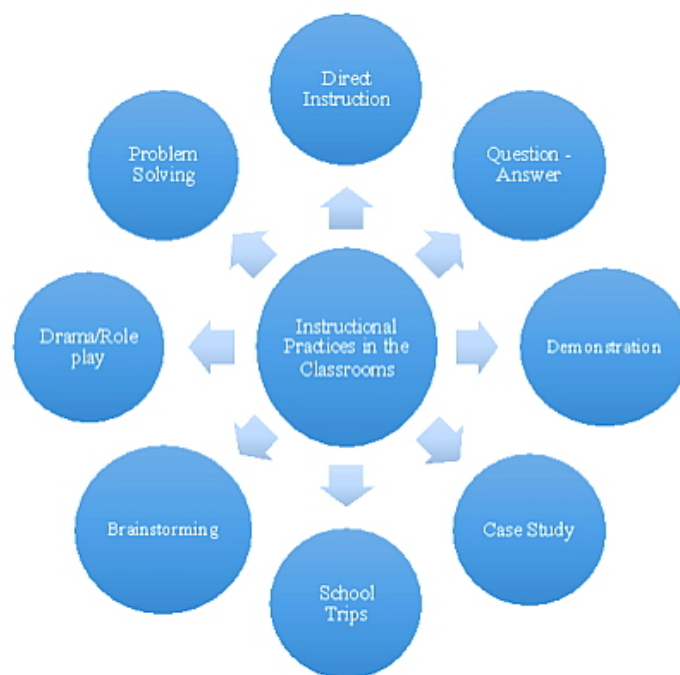 Direct
Instruction
Problem
Solving
Question -
Answer
Drama/Role
play
Instructional
Practices in the
Classrooms
Demonstration
Brainstorming
Case Study
School
Trips